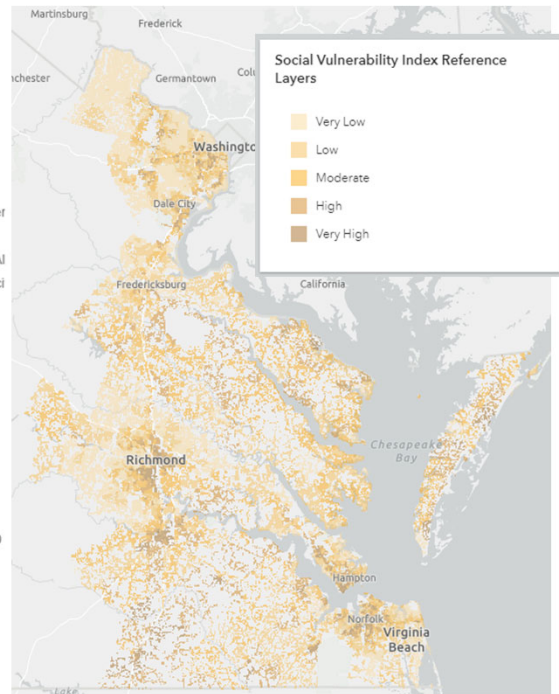 Martinsburg
Frederick
Germantown
Social Vulnerability Index Reference
Layers
Very Low
Low
Moderate
High
Very High
Washington
Dale City
Fredericksburg
California
Chesapeake
Bay
Richmond
Hampton
Norfolk
Virginia
Beach
Lake